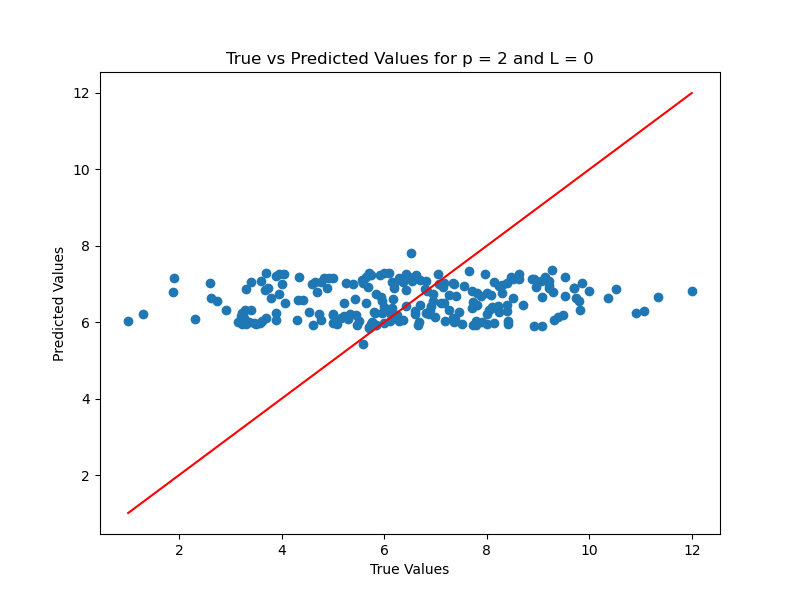 True vs Predicted Values for p = 2 and L = 0
12
10
8
6
4
2
Predicted Values
2 4 6 8 10 12
True Values